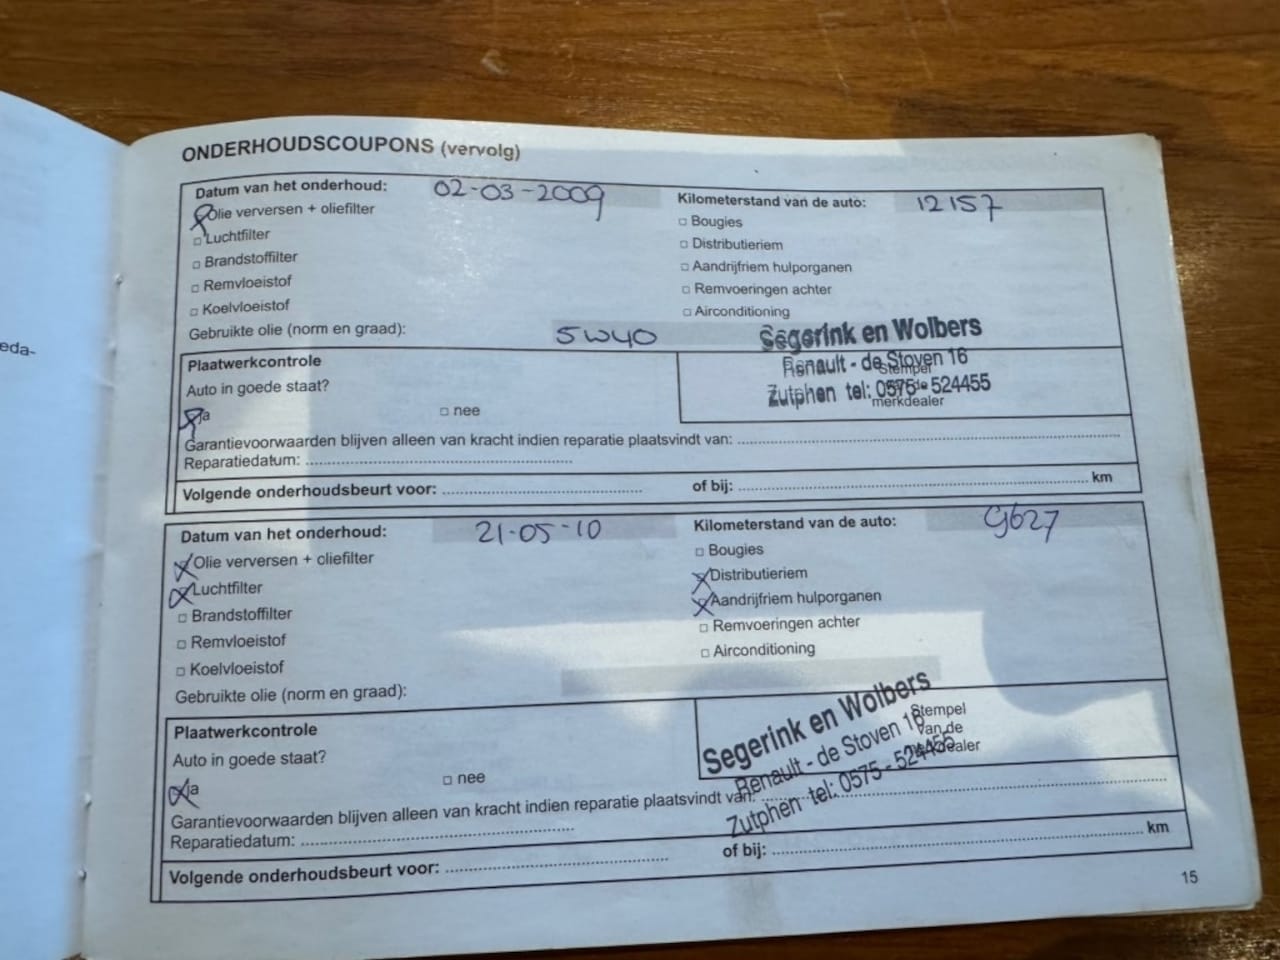 eda-
ONDERHOUDSCOUPONS (vervolg)
Datum van het onderhoud: 02-03-2009 Kilometerstand van de auto: 12157
Olie verversen + oliefilter □ Bougies
□ Luchtfilter □ Distributieriem
□ Brandstoffilter □ Aandrijfriem hulporganen
□ Remvloeistof □ Remvoeringen achter
□ Koelvloeistof □ Airconditioning
Gebruikte olie (norm en graad): 5W40
Segerink en Wolbers
Renault - de Stoven 16
Zutphen tel: 0575 - 524455
Stempel
merkdealer
Plaatwerkcontrole
Auto in goede staat?
ja □ nee
Garantievoorwaarden blijven alleen van kracht indien reparatie plaatsvindt van:
Reparatiedatum:
Volgende onderhoudsbeurt voor: of bij: km
Datum van het onderhoud: 21-05-10 Kilometerstand van de auto: 9627
Olie verversen + oliefilter □ Bougies
Luchtfilter Distributieriem
□ Brandstoffilter Aandrijfriem hulporganen
□ Remvloeistof □ Remvoeringen achter
□ Koelvloeistof □ Airconditioning
Gebruikte olie (norm en graad):
Segerink en Wolbers
Renault - de Stoven 16
Zutphen tel: 0575 - 524455
Stempel
van de
merkdealer
Plaatwerkcontrole
Auto in goede staat?
ja □ nee
Garantievoorwaarden blijven alleen van kracht indien reparatie plaatsvindt van:
Reparatiedatum:
Volgende onderhoudsbeurt voor: of bij: km
15